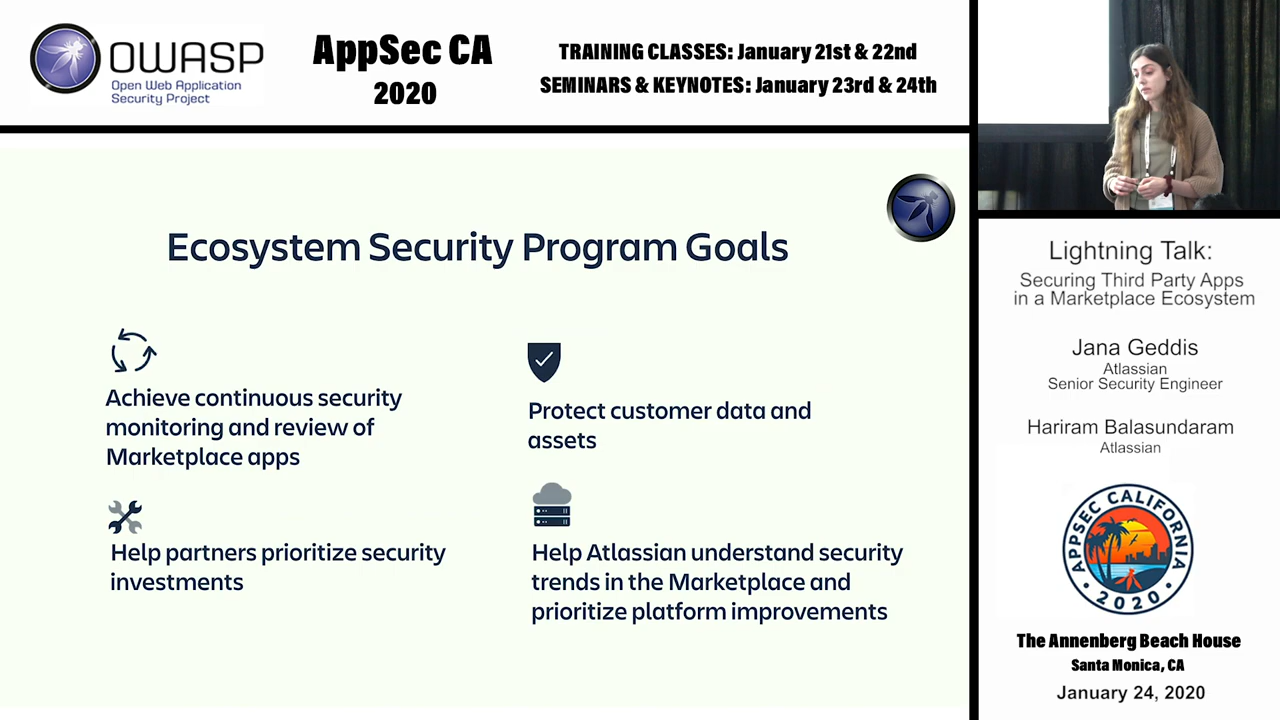 OWASP
Open Web Application
Security Project
AppSec CA
2020
TRAINING CLASSES: January 21st & 22nd
SEMINARS & KEYNOTES: January 23rd & 24th
Ecosystem Security Program Goals
Achieve continuous security
monitoring and review of
Marketplace apps
Protect customer data and
assets
Help partners prioritize security
investments
Help Atlassian understand security
trends in the Marketplace and
prioritize platform improvements
Lightning Talk:
Securing Third Party Apps
in a Marketplace Ecosystem
Jana Geddis
Atlassian
Senior Security Engineer
Hariram Balasundaram
Atlassian
APPSEC CALIFORNIA
• 2020 •
The Annenberg Beach House
Santa Monica, CA
January 24, 2020